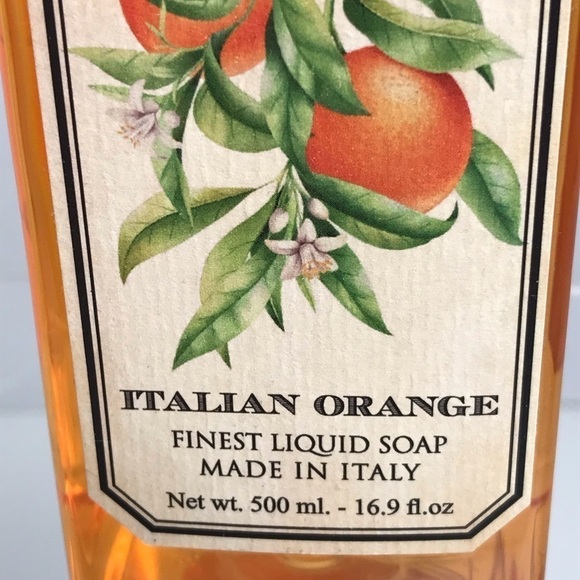 ITALIAN ORANGE
FINEST LIQUID SOAP
MADE IN ITALY
Net wt. 500 ml. - 16.9 fl.oz